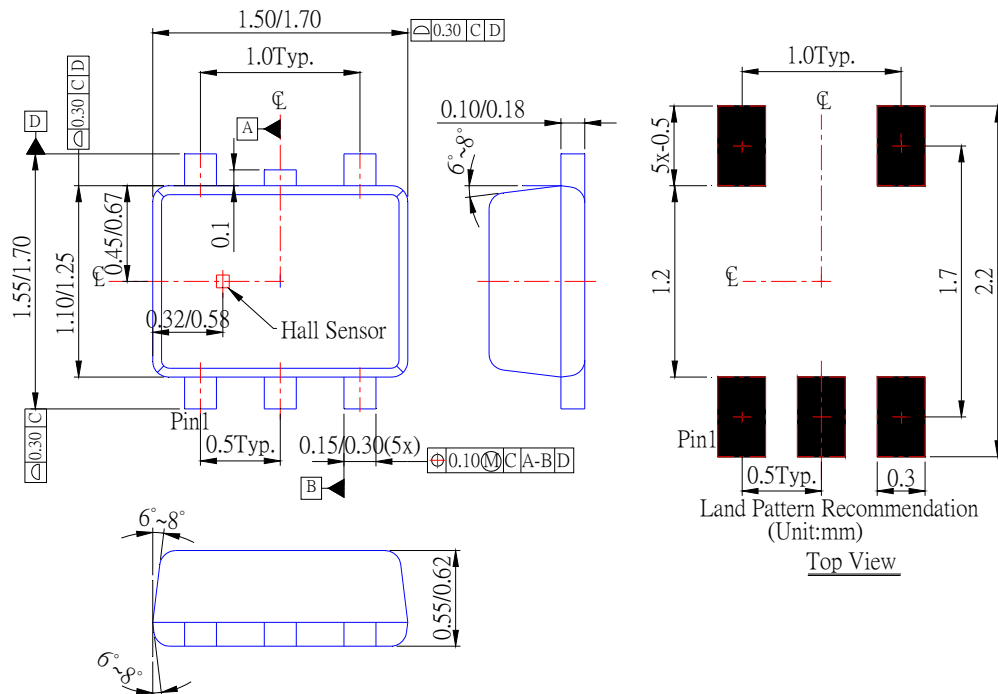 1.50/1.70
⌓ 0.30 C D
1.0Typ.
℄
A
⌓ 0.30 C D
D
1.55/1.70
1.10/1.25
0.45/0.67
0.1
℄
0.32/0.58
Hall Sensor
Pin1
0.5Typ.
0.15/0.30(5x)
⌖ 0.10 Ⓜ C A-B D
B
⌓ 0.30 C
0.10/0.18
6°~8°
6°~8°
6°~8°
0.55/0.62
1.0Typ.
℄
5x-0.5
1.2
℄
1.7
2.2
Pin1
0.5Typ.
0.3
Land Pattern Recommendation
(Unit:mm)
Top View